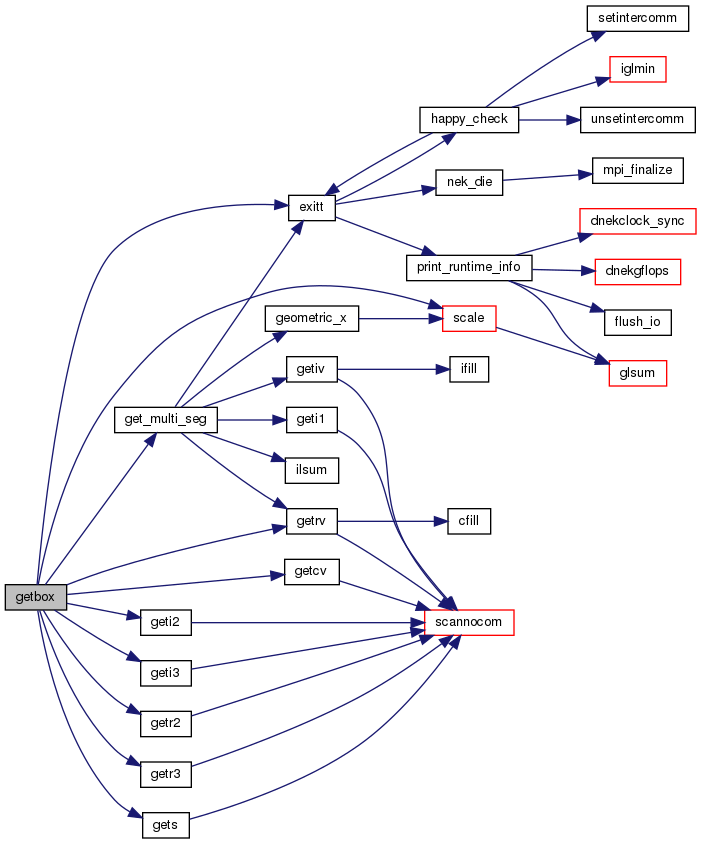 setintercomm
iglmin
happy_check
unsetintercomm
mpi_finalize
nek_die
exitt
dnekclock_sync
print_runtime_info
dnekgflops
geometric_x
scale
flush_io
getiv
ifill
glsum
get_multi_seg
geti1
ilsum
getrv
cfill
getcv
getbox
geti2
scannocom
geti3
getr2
getr3
gets